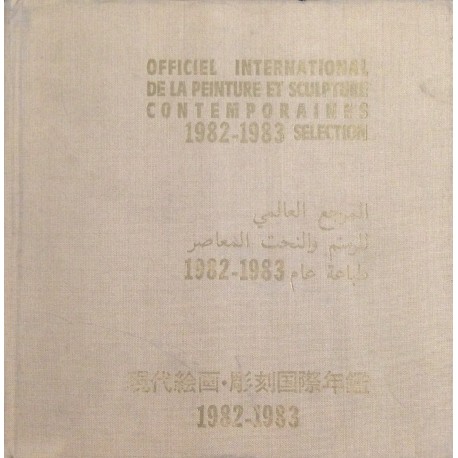 OFFICIEL INTERNATIONAL
DE LA PEINTURE ET SCULPTURE
CONTEMPORAINES
1982-1983 SELECTION
المرجع العالمي
للرسم والنحت المعاصر
طباعة عام 1982-1983
現代絵画・彫刻国際年鑑
1982-1983